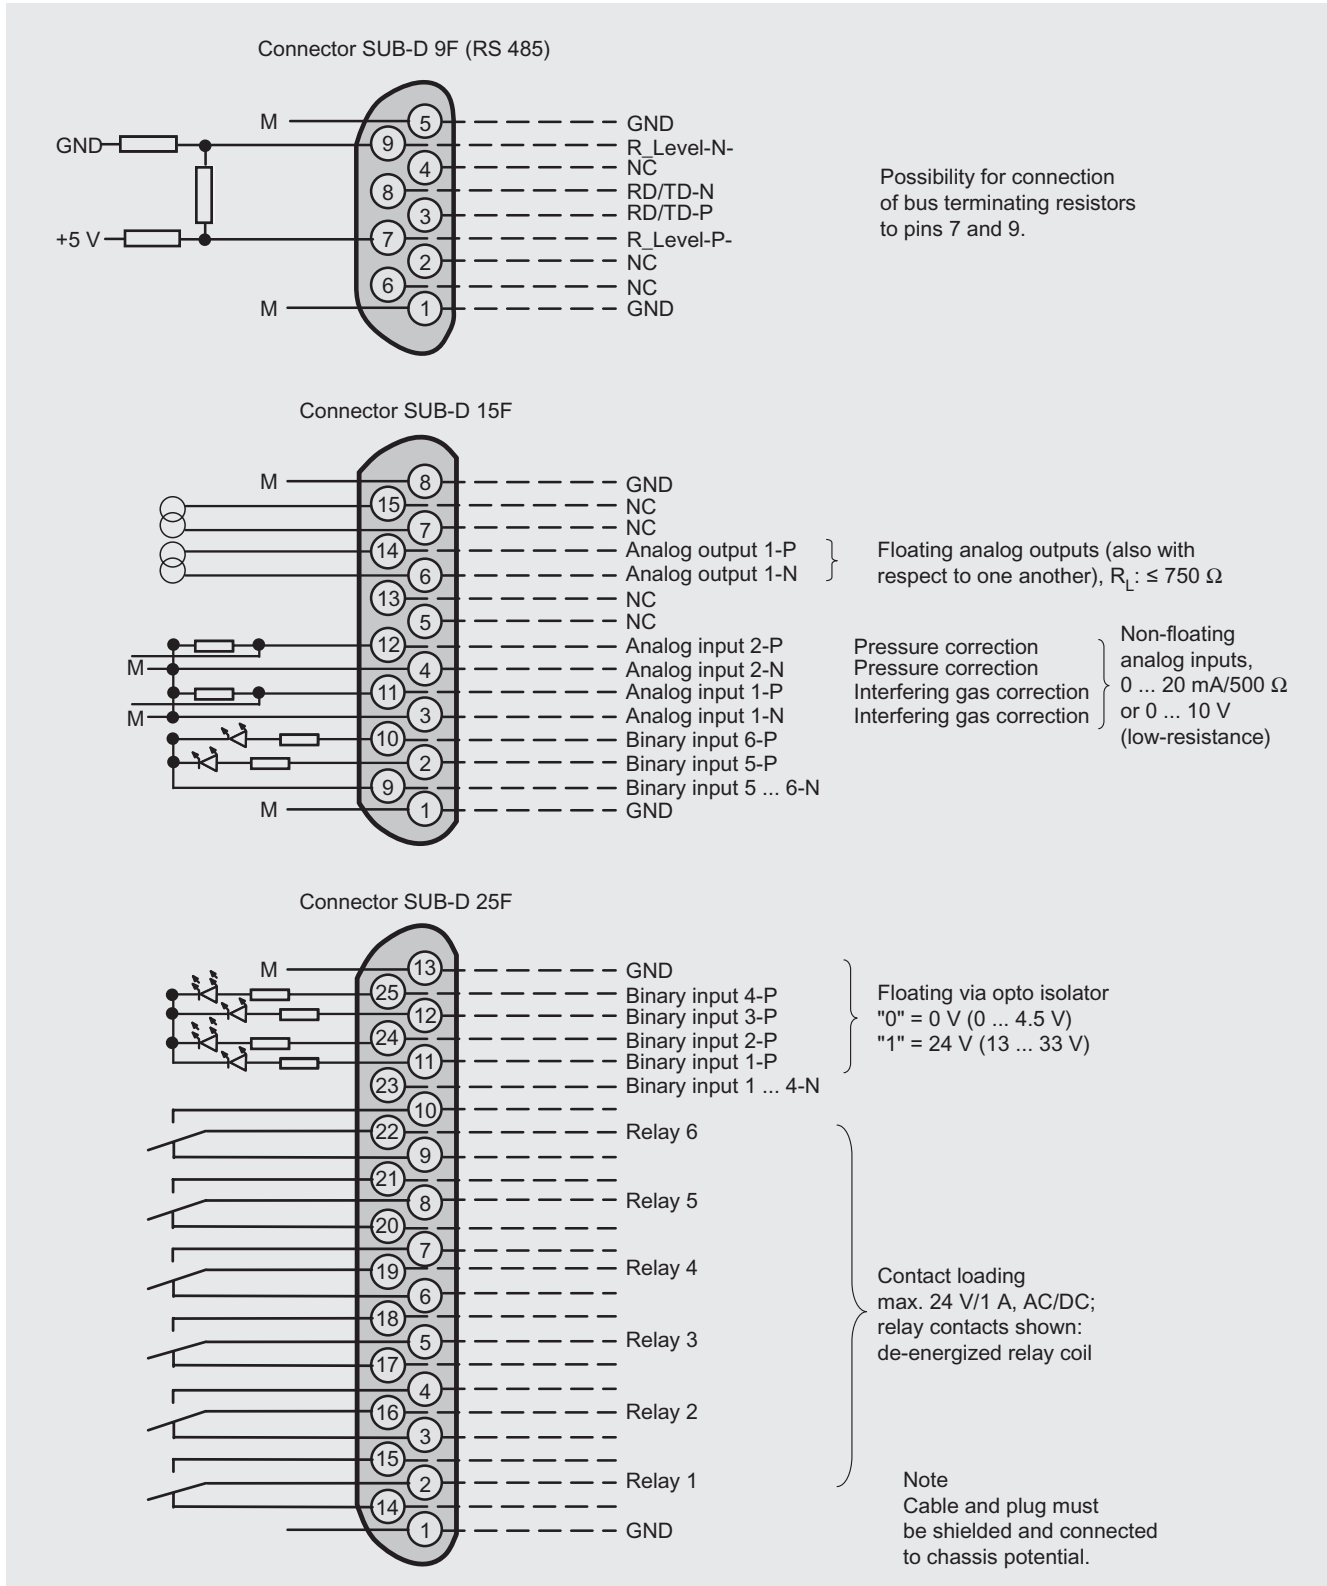 Connector SUB-D 9F (RS 485)
M 5 GND
GND 9 R_Level-N-
4 NC
8 RD/TD-N
3 RD/TD-P
+5 V 7 R_Level-P-
2 NC
6 NC
M 1 GND
Possibility for connection
of bus terminating resistors
to pins 7 and 9.
Connector SUB-D 15F
M 8 GND
15 NC
7 NC
14 Analog output 1-P
6 Analog output 1-N
Floating analog outputs (also with
respect to one another), RL: ≤ 750 Ω
13 NC
5 NC
12 Analog input 2-P Pressure correction
M 4 Analog input 2-N Pressure correction
11 Analog input 1-P Interfering gas correction
M 3 Analog input 1-N Interfering gas correction
Non-floating
analog inputs,
0 ... 20 mA/500 Ω
or 0 ... 10 V
(low-resistance)
10 Binary input 6-P
2 Binary input 5-P
9 Binary input 5 ... 6-N
M 1 GND
Connector SUB-D 25F
M 13 GND
25 Binary input 4-P
12 Binary input 3-P
24 Binary input 2-P
11 Binary input 1-P
23 Binary input 1 ... 4-N
Floating via opto isolator
"0" = 0 V (0 ... 4.5 V)
"1" = 24 V (13 ... 33 V)
10
22 Relay 6
9
21
8 Relay 5
20
7
19 Relay 4
6
18
5 Relay 3
17
4
16 Relay 2
3
15
2 Relay 1
14
1 GND
Contact loading
max. 24 V/1 A, AC/DC;
relay contacts shown:
de-energized relay coil
Note
Cable and plug must
be shielded and connected
to chassis potential.